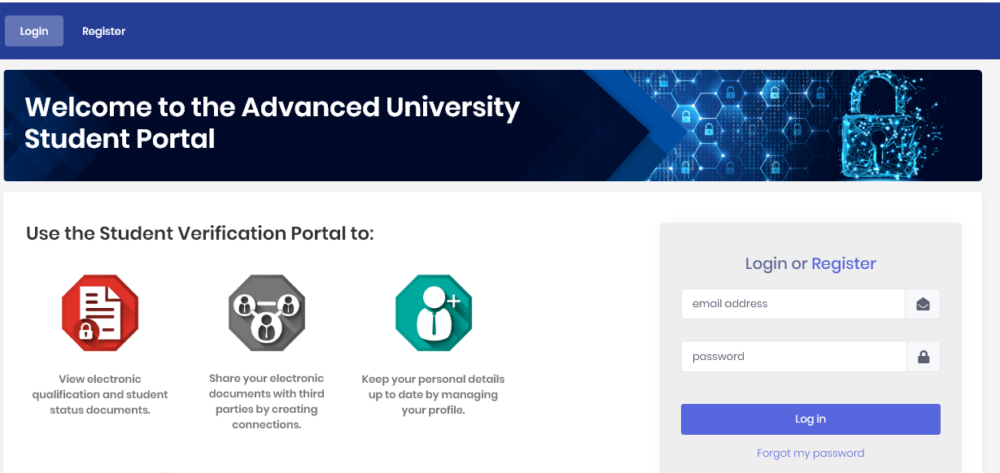 Login
Register
Welcome to the Advanced University
Student Portal
Use the Student Verification Portal to:
View electronic
qualification and student
status documents.
Share your electronic
documents with third
parties by creating
connections.
Keep your personal details
up to date by managing
your profile.
Login or Register
email address
password
Log in
Forgot my password